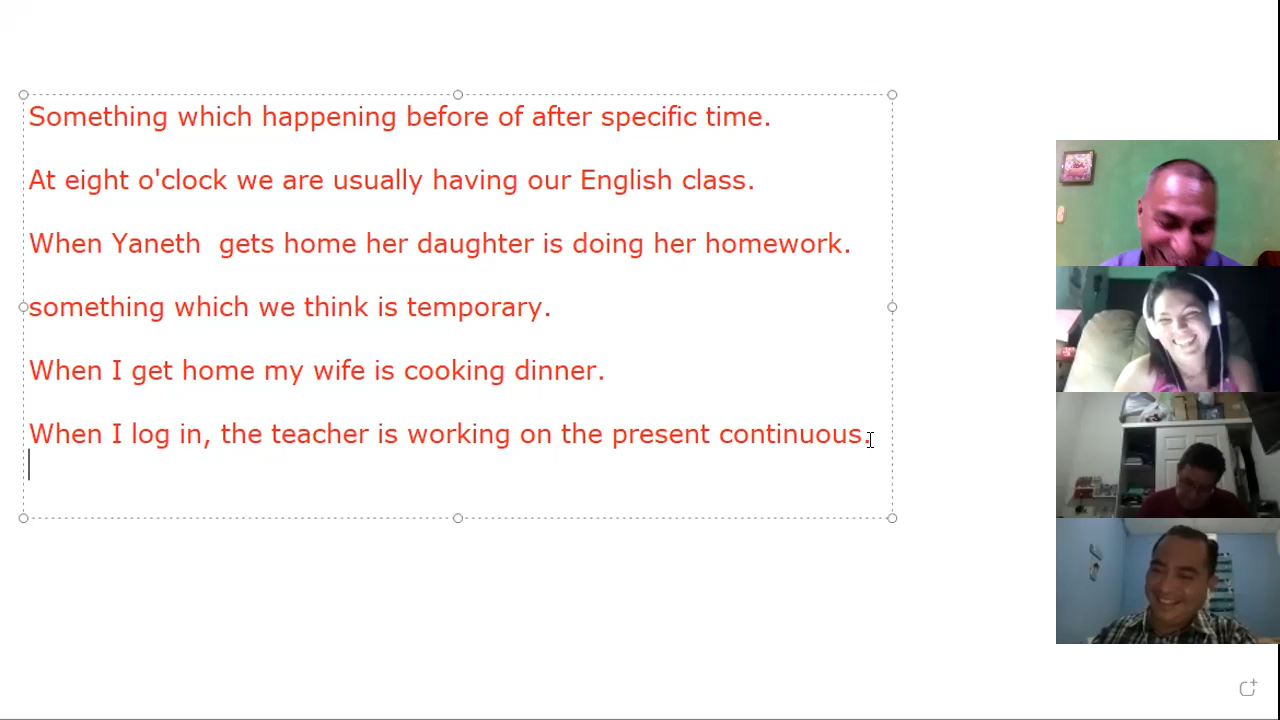 Something which happening before of after specific time.
At eight o'clock we are usually having our English class.
When Yaneth  gets home her daughter is doing her homework.
something which we think is temporary.
When I get home my wife is cooking dinner.
When I log in, the teacher is working on the present continuous.